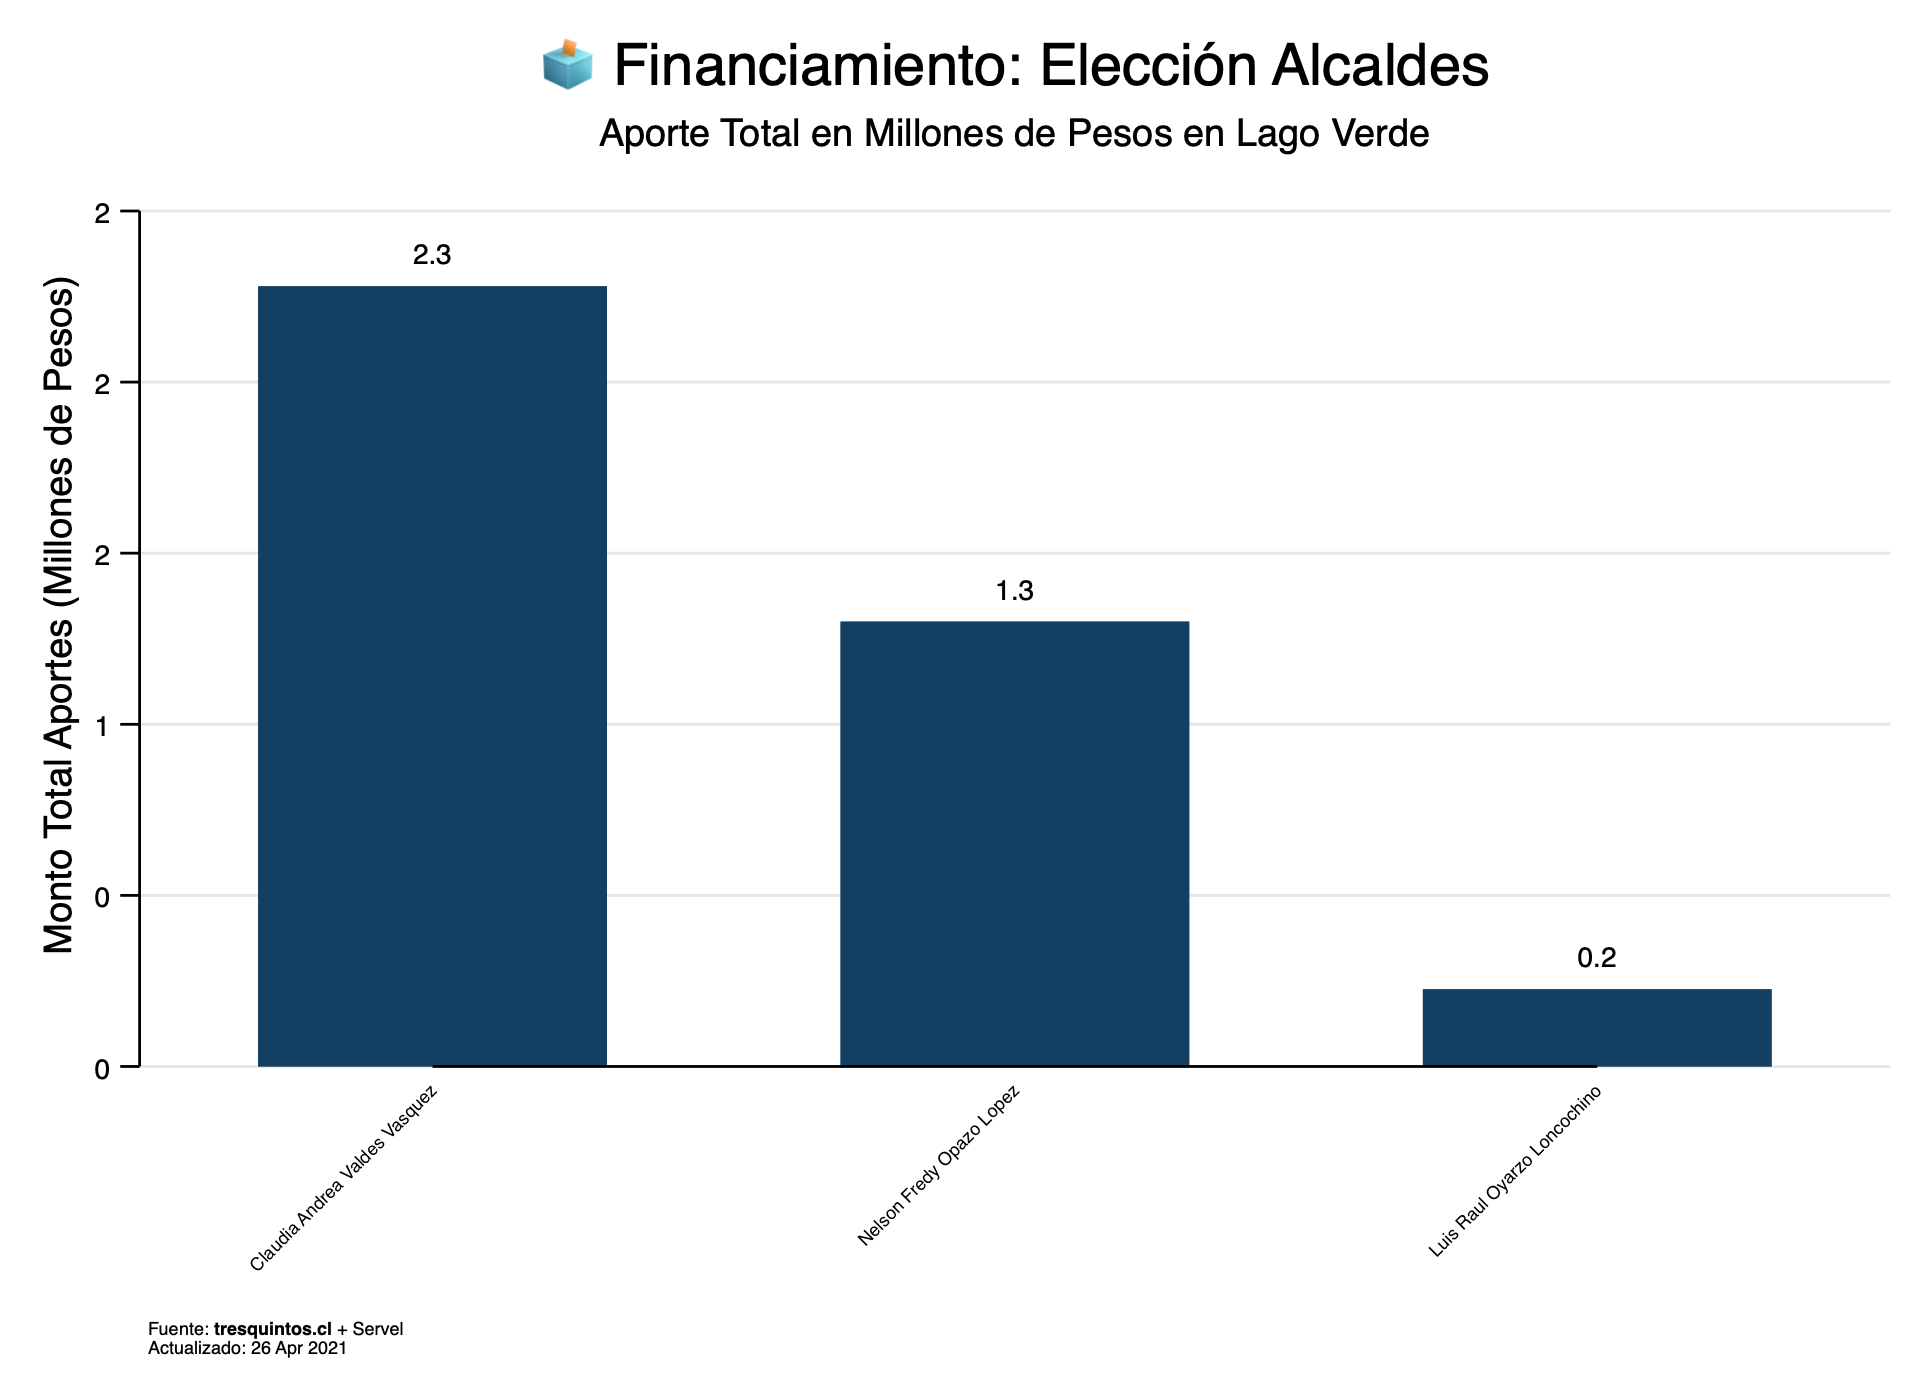 Financiamiento: Elección Alcaldes
Aporte Total en Millones de Pesos en Lago Verde
Monto Total Aportes (Millones de Pesos)
2
2
2
1
0
0
2.3
1.3
0.2
Claudia Andrea Valdes Vasquez
Nelson Fredy Opazo Lopez
Luis Raul Oyarzo Loncochino
Fuente: tresquintos.cl + Servel
Actualizado: 26 Apr 2021